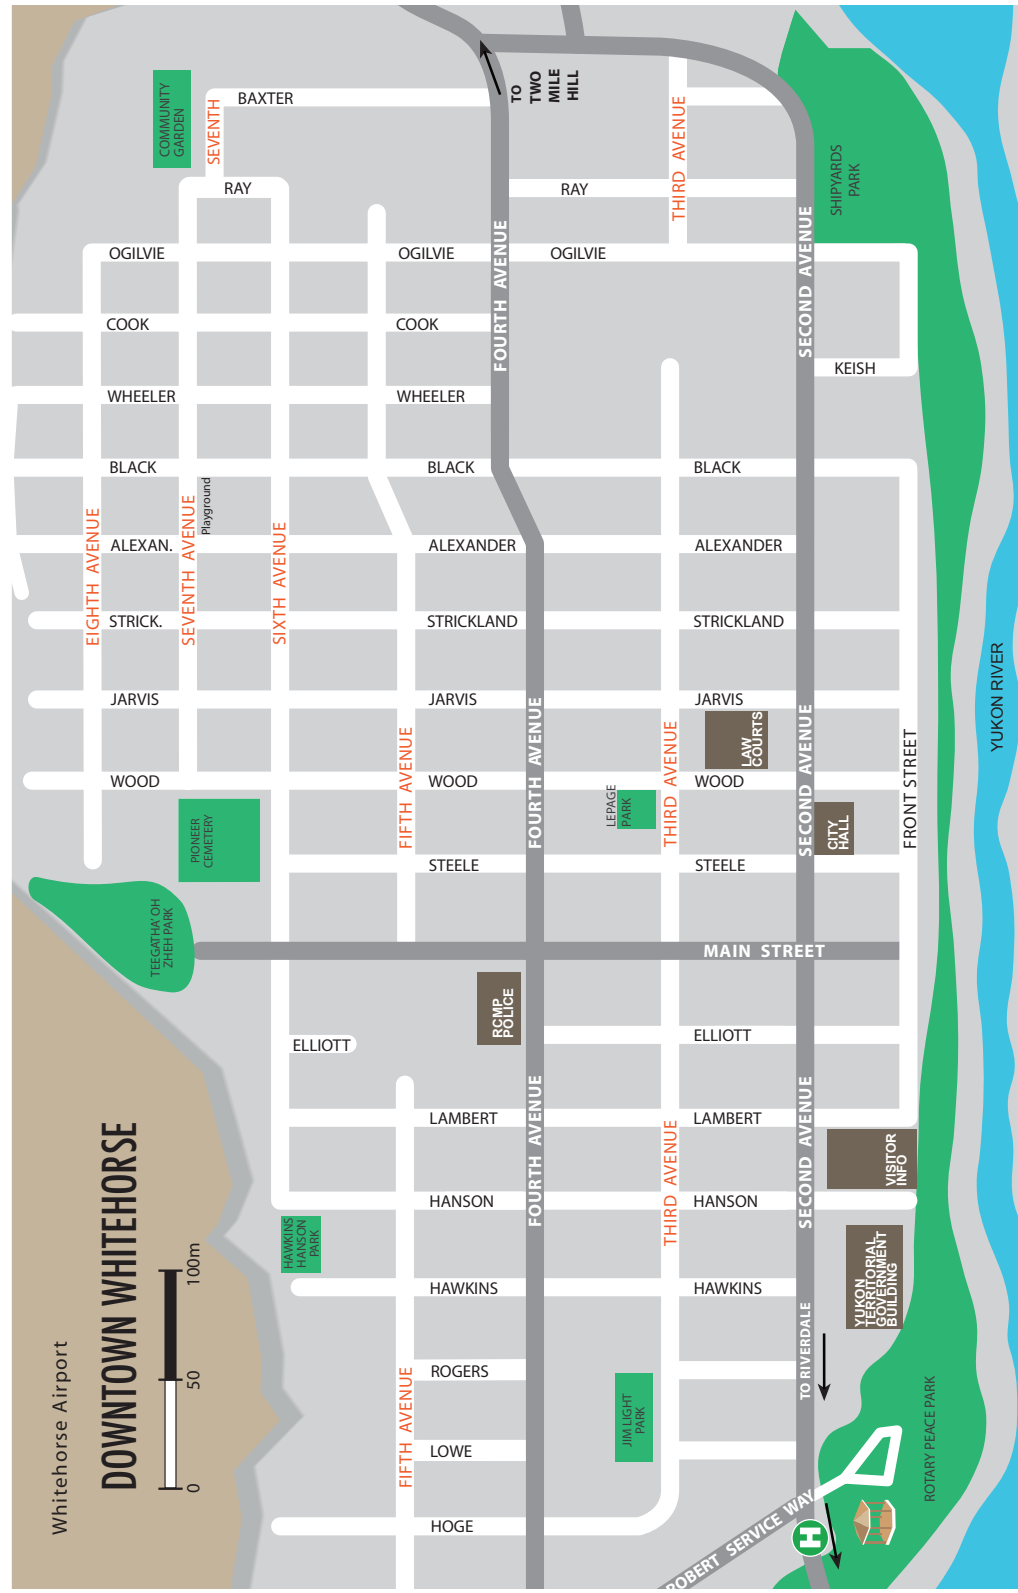 COMMUNITY
GARDEN
SEVENTH
BAXTER
TO
TWO
MILE
HILL
THIRD AVENUE
SHIPYARDS
PARK
RAY
RAY
OGILVIE
OGILVIE
OGILVIE
FOURTH AVENUE
SECOND AVENUE
COOK
COOK
KEISH
WHEELER
WHEELER
BLACK
BLACK
BLACK
Playground
EIGHTH AVENUE
SEVENTH AVENUE
SIXTH AVENUE
ALEXAN.
ALEXANDER
ALEXANDER
STRICK.
STRICKLAND
STRICKLAND
YUKON RIVER
JARVIS
JARVIS
JARVIS
LAW
COURTS
FIFTH AVENUE
FOURTH AVENUE
THIRD AVENUE
SECOND AVENUE
FRONT STREET
WOOD
WOOD
WOOD
LEPAGE
PARK
CITY
HALL
PIONEER
CEMETERY
STEELE
STEELE
TEEGATHA'OH
ZHEH PARK
MAIN STREET
RCMP
POLICE
ELLIOTT
ELLIOTT
LAMBERT
LAMBERT
FOURTH AVENUE
THIRD AVENUE
SECOND AVENUE
VISITOR
INFO
HANSON
HANSON
HAWKINS
HANSON
PARK
YUKON
TERRITORIAL
GOVERNMENT
BUILDING
HAWKINS
HAWKINS
TO RIVERDALE
ROGERS
FIFTH AVENUE
JIM LIGHT
PARK
ROTARY PEACE PARK
LOWE
HOGE
ROBERT SERVICE WAY
H
Whitehorse Airport
DOWNTOWN WHITEHORSE
0
50
100m